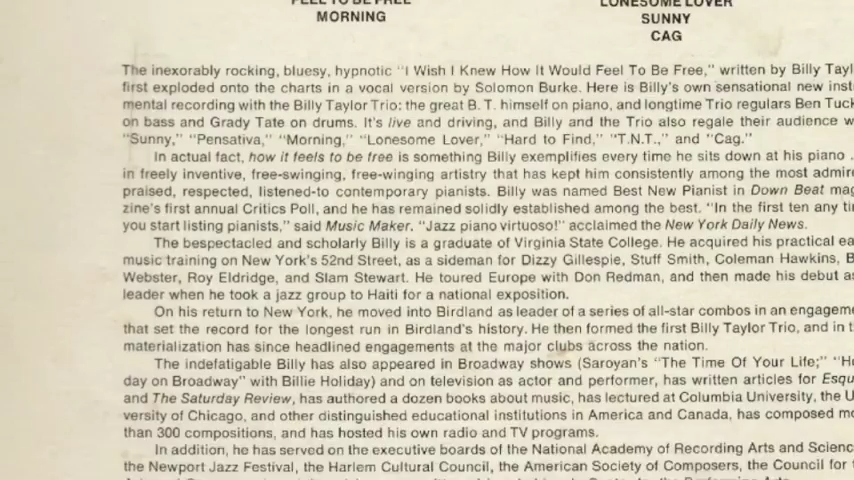 FEEL TO BE FREE
MORNING
LONESOME LOVER
SUNNY
CAG
The inexorably rocking, bluesy, hypnotic "I Wish I Knew How It Would Feel To Be Free," written by Billy Tayl
first exploded onto the charts in a vocal version by Solomon Burke. Here is Billy's own sensational new inst
mental recording with the Billy Taylor Trio: the great B. T. himself on piano, and longtime Trio regulars Ben Tuck
on bass and Grady Tate on drums. It's live and driving, and Billy and the Trio also regale their audience w
"Sunny," "Pensativa," "Morning," "Lonesome Lover," "Hard to Find," "T.N.T.," and "Cag."
In actual fact, how it feels to be free is something Billy exemplifies every time he sits down at his piano .
in freely inventive, free-swinging, free-winging artistry that has kept him consistently among the most admire
praised, respected, listened-to contemporary pianists. Billy was named Best New Pianist in Down Beat mag
zine's first annual Critics Poll, and he has remained solidly established among the best. "In the first ten any ti
you start listing pianists," said Music Maker. "Jazz piano virtuoso!" acclaimed the New York Daily News.
The bespectacled and scholarly Billy is a graduate of Virginia State College. He acquired his practical ea
music training on New York's 52nd Street, as a sideman for Dizzy Gillespie, Stuff Smith, Coleman Hawkins, B
Webster, Roy Eldridge, and Slam Stewart. He toured Europe with Don Redman, and then made his debut as
leader when he took a jazz group to Haiti for a national exposition.
On his return to New York, he moved into Birdland as leader of a series of all-star combos in an engageme
that set the record for the longest run in Birdland's history. He then formed the first Billy Taylor Trio, and in t
materialization has since headlined engagements at the major clubs across the nation.
The indefatigable Billy has also appeared in Broadway shows (Saroyan's "The Time Of Your Life;" "Ho
day on Broadway" with Billie Holiday) and on television as actor and performer, has written articles for Esqu
and The Saturday Review, has authored a dozen books about music, has lectured at Columbia University, the U
versity of Chicago, and other distinguished educational institutions in America and Canada, has composed mo
than 300 compositions, and has hosted his own radio and TV programs.
In addition, he has served on the executive boards of the National Academy of Recording Arts and Scienc
the Newport Jazz Festival, the Harlem Cultural Council, the American Society of Composers, the Council for t